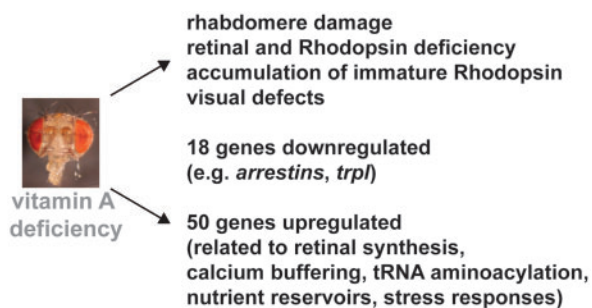 rhabdomere damage
retinal and Rhodopsin deficiency
accumulation of immature Rhodopsin
visual defects
vitamin A
deficiency
18 genes downregulated
(e.g. arrestins, trpl)
50 genes upregulated
(related to retinal synthesis,
calcium buffering, tRNA aminoacylation,
nutrient reservoirs, stress responses)